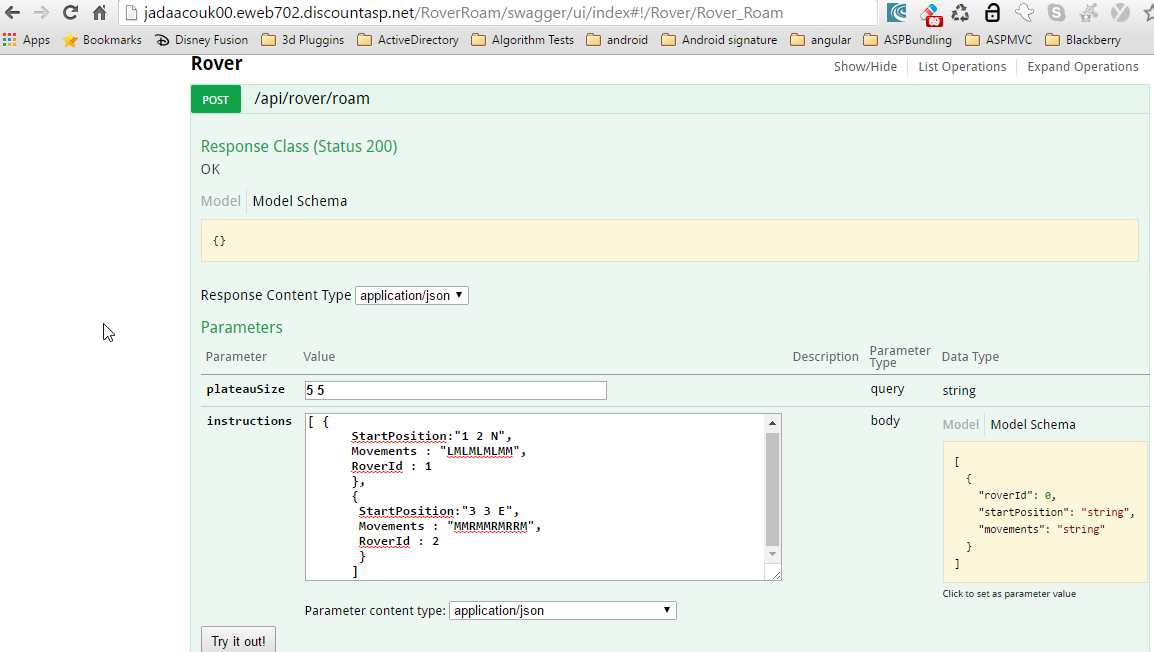 jadaacouk00.eweb702.discountasp.net/RoverRoam/swagger/ui/index#!/Rover/Rover_Roam
69
Apps Bookmarks Disney Fusion 3d Pluggins ActiveDirectory Algorithm Tests android Android signature angular ASPBundling ASPMVC Blackberry
Rover
Show/Hide List Operations Expand Operations
POST /api/rover/roam
Response Class (Status 200)
OK
Model Model Schema
{}
Response Content Type application/json
Parameters
Parameter Value Description Parameter Type Data Type
plateauSize 5 5 query string
instructions
[ {
StartPosition:"1 2 N",
Movements : "LMLMLMLMM",
RoverId : 1
},
{
StartPosition:"3 3 E",
Movements : "MMRMMRMRRM",
RoverId : 2
}
]
body
Model Model Schema
[
{
"roverId": 0,
"startPosition": "string",
"movements": "string"
}
]
Click to set as parameter value
Parameter content type: application/json
Try it out!